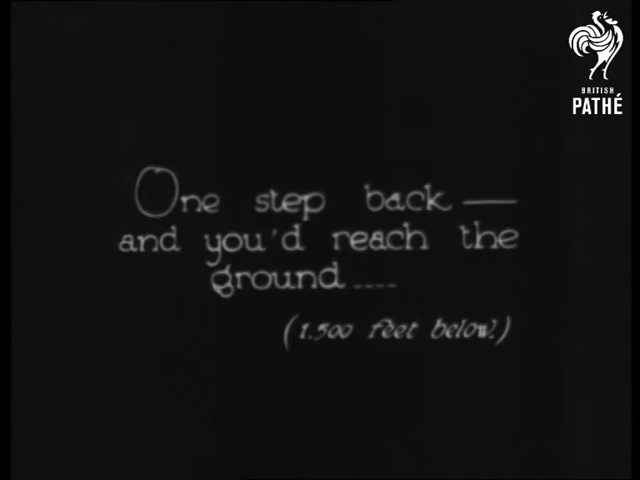 BRITISH
PATHÉ
One step back —
and you'd reach the
ground....
(1,500 feet below!)